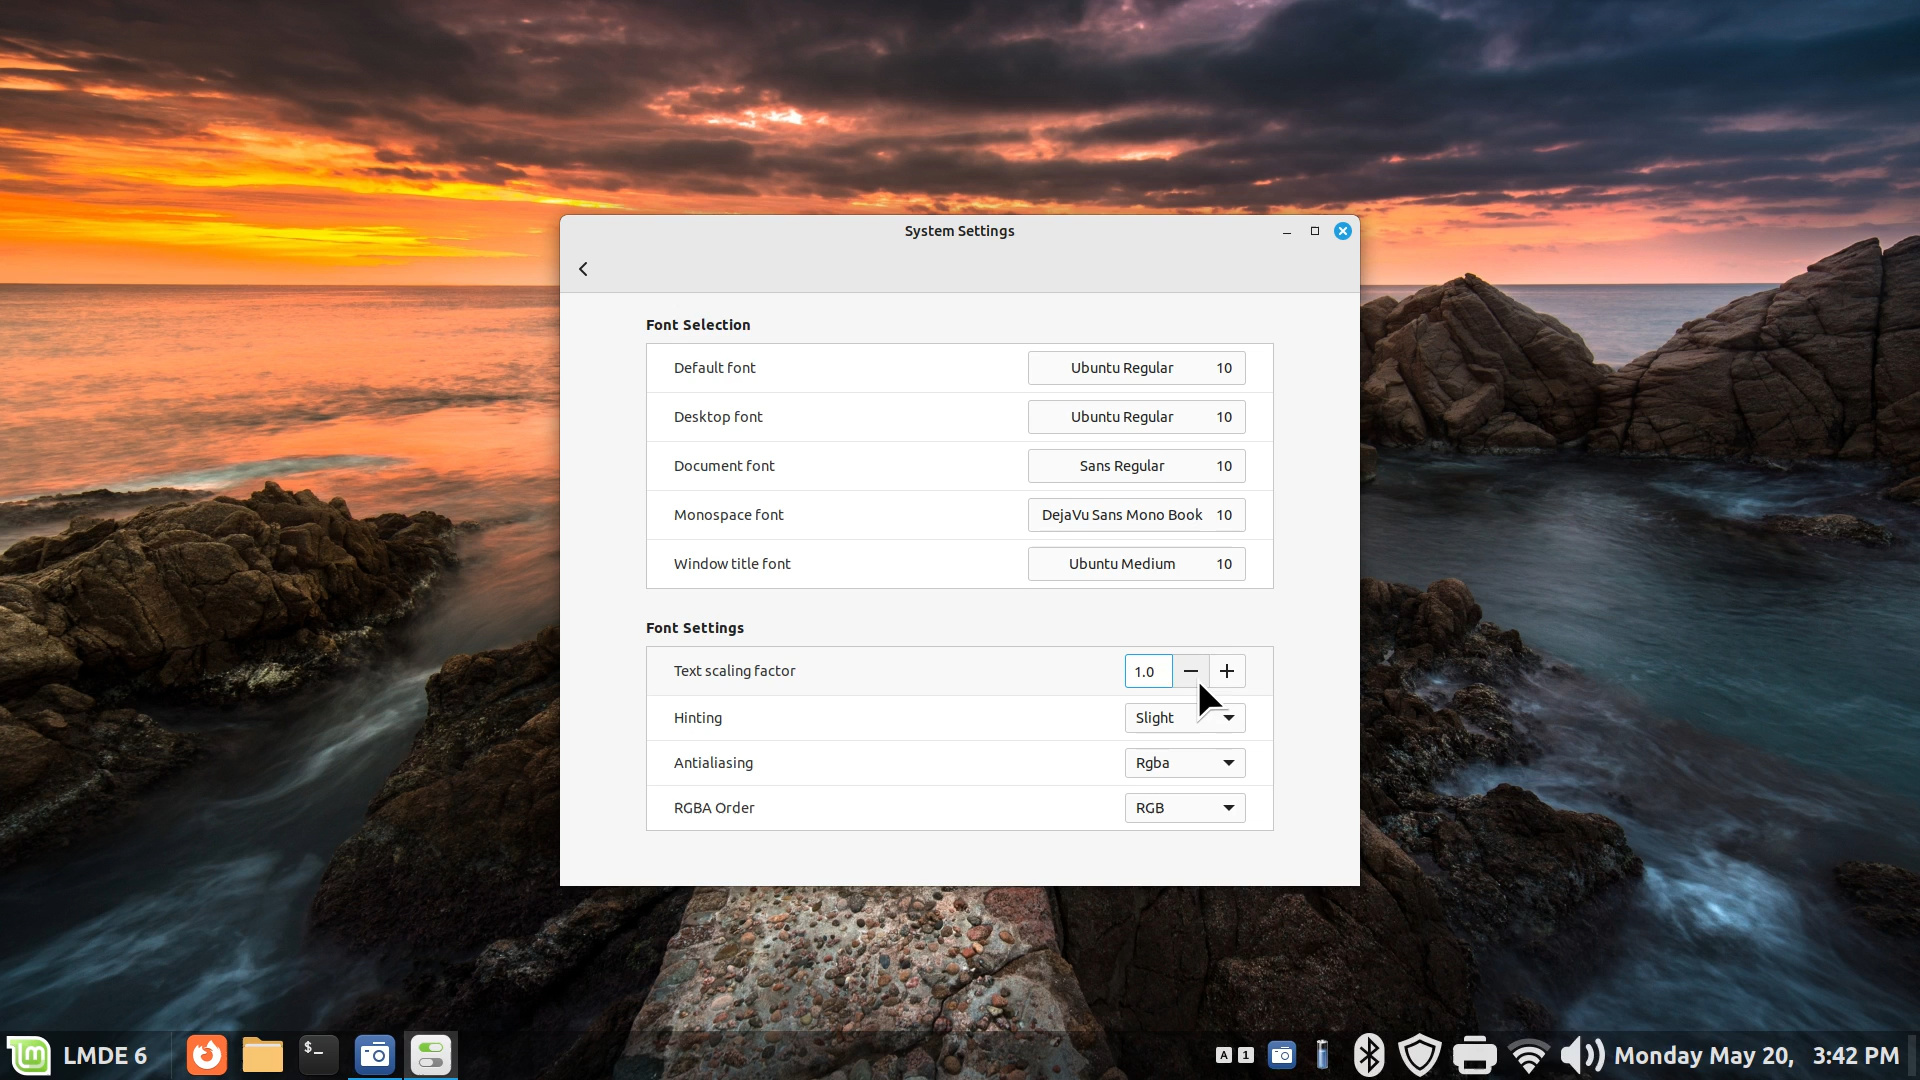 System Settings
Font Selection
Default font Ubuntu Regular 10
Desktop font Ubuntu Regular 10
Document font Sans Regular 10
Monospace font DejaVu Sans Mono Book 10
Window title font Ubuntu Medium 10
Font Settings
Text scaling factor 1.0 − +
Hinting Slight
Antialiasing Rgba
RGBA Order RGB
lm LMDE 6 $_ A 1 Monday May 20, 3:42 PM